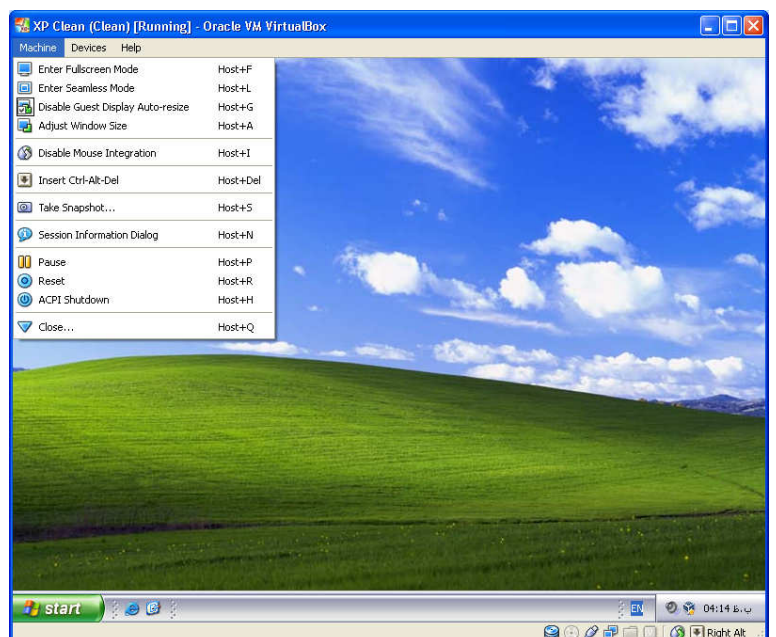 XP Clean (Clean) [Running] - Oracle VM VirtualBox
Machine Devices Help
Enter Fullscreen Mode Host+F
Enter Seamless Mode Host+L
Disable Guest Display Auto-resize Host+G
Adjust Window Size Host+A
Disable Mouse Integration Host+I
Insert Ctrl-Alt-Del Host+Del
Take Snapshot... Host+S
Session Information Dialog Host+N
Pause Host+P
Reset Host+R
ACPI Shutdown Host+H
Close... Host+Q
start EN 04:14 ب.ظ
Right Alt